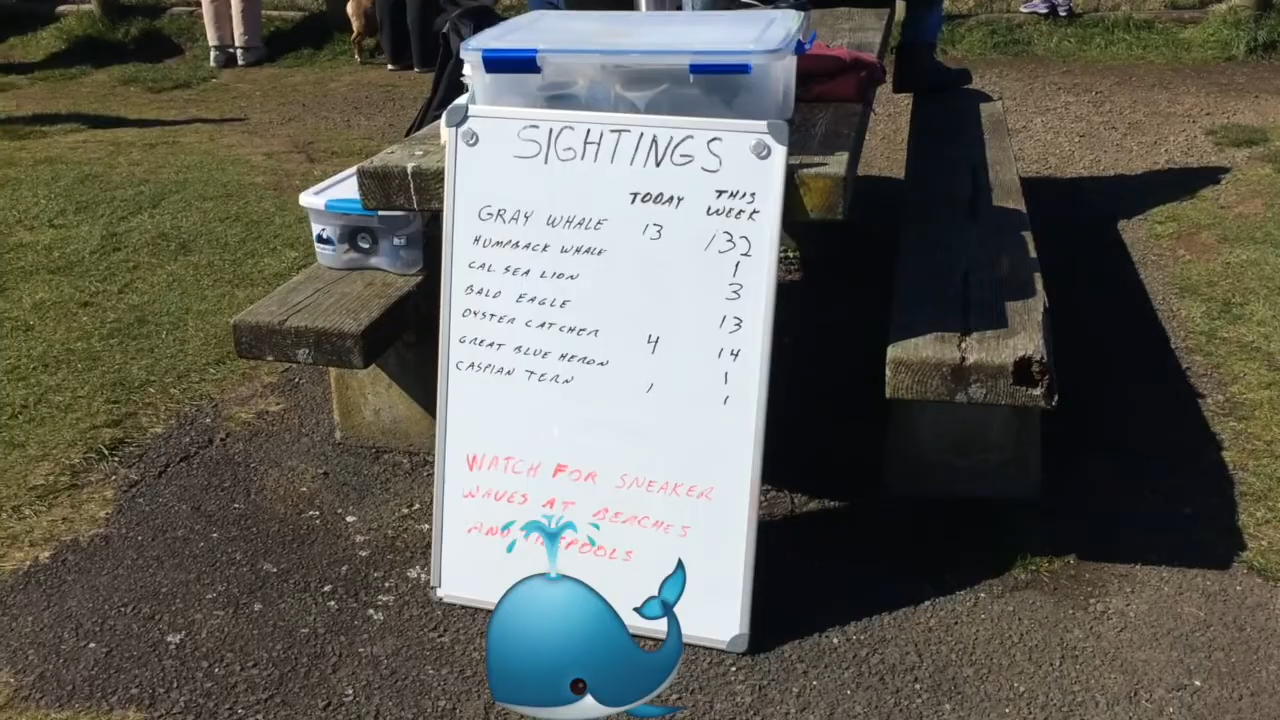 SIGHTINGS
TODAY THIS WEEK
GRAY WHALE 13 132
HUMPBACK WHALE 1
CAL. SEA LION 3
BALD EAGLE 13
OYSTER CATCHER 4 14
GREAT BLUE HERON 1
CASPIAN TERN 1 1
WATCH FOR SNEAKER
WAVES AT BEACHES
AND